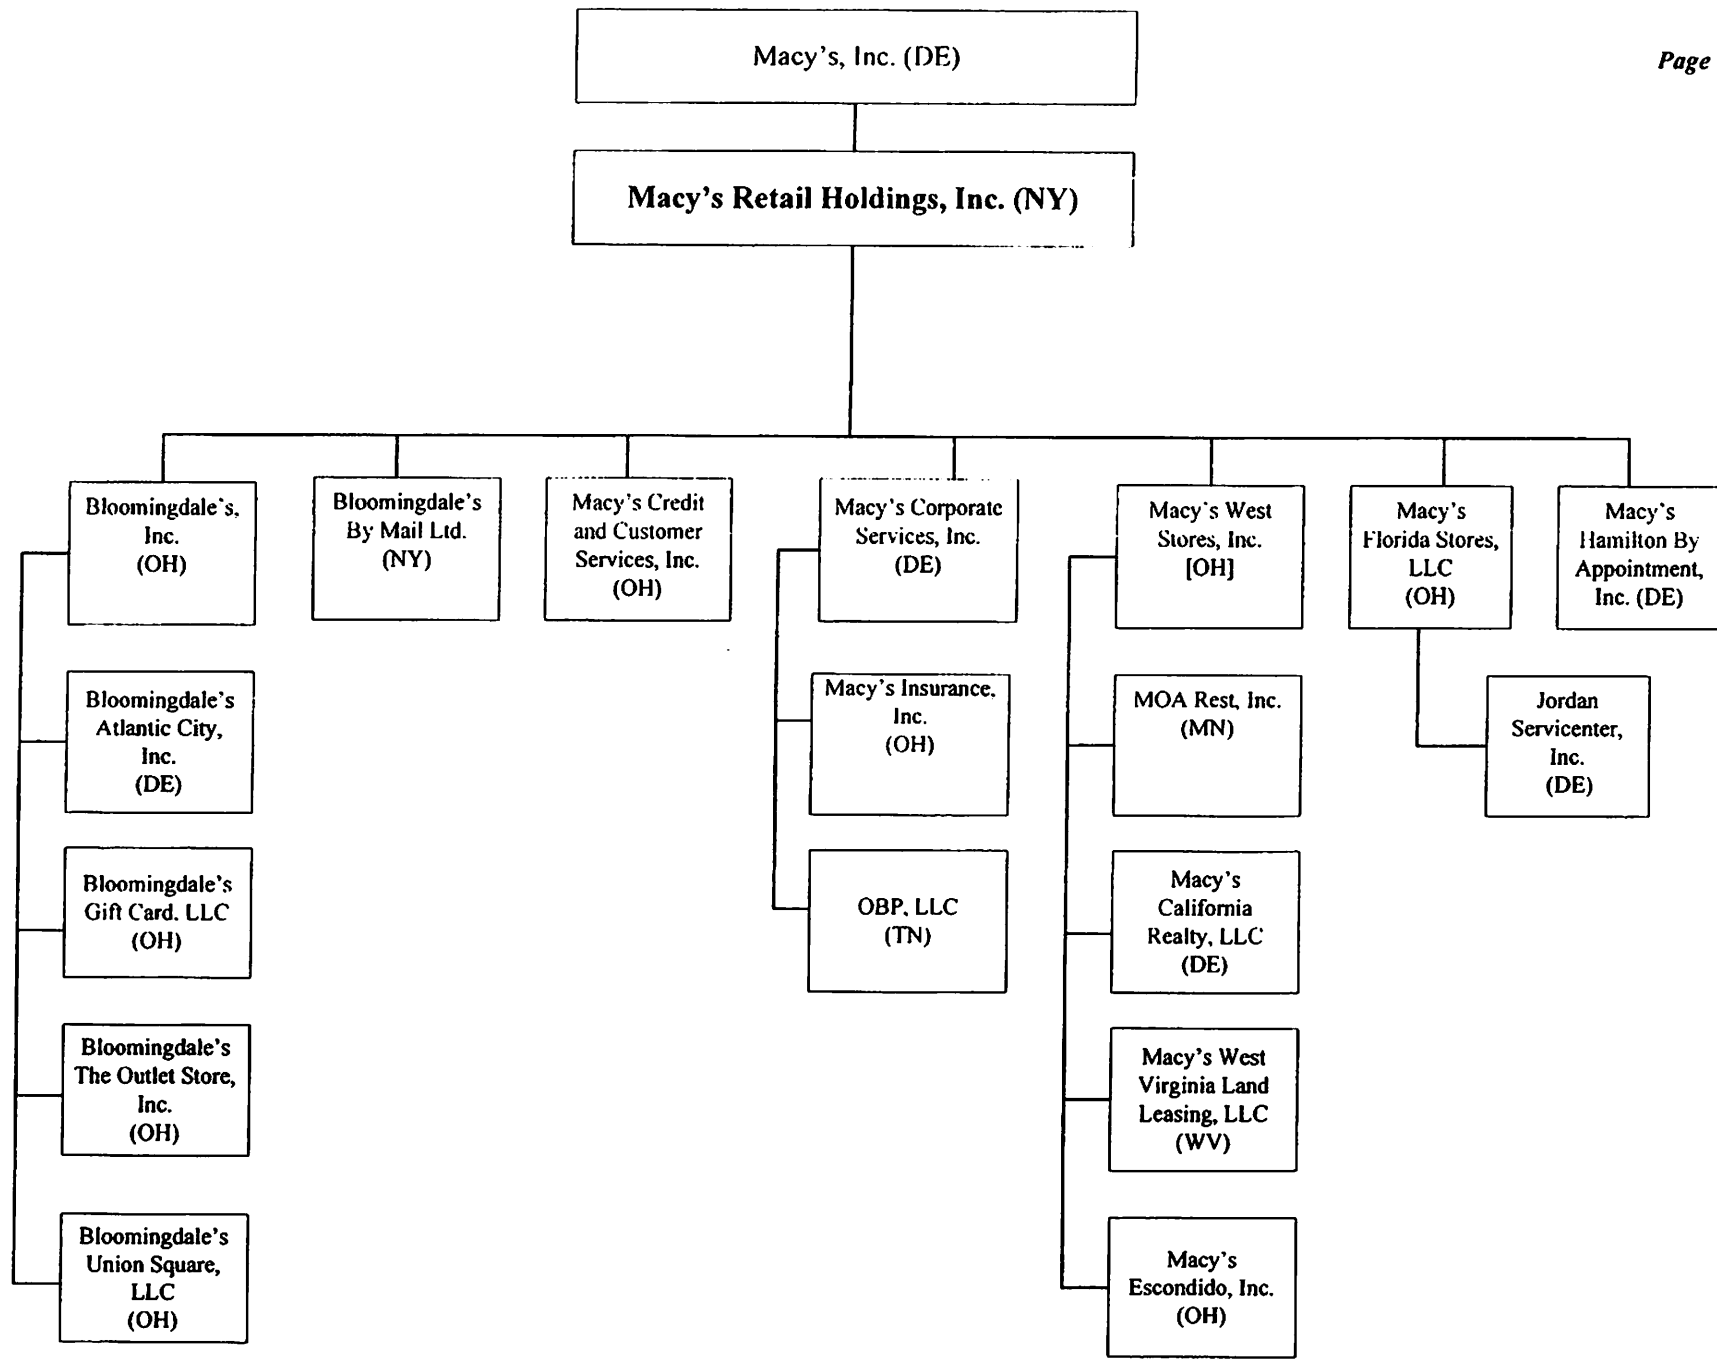 Macy's, Inc. (DE)
Page
Macy's Retail Holdings, Inc. (NY)
Bloomingdale's,
Inc.
(OH)
Bloomingdale's
By Mail Ltd.
(NY)
Macy's Credit
and Customer
Services, Inc.
(OH)
Macy's Corporate
Services, Inc.
(DE)
Macy's West
Stores, Inc.
[OH]
Macy's
Florida Stores,
LLC
(OH)
Macy's
Hamilton By
Appointment,
Inc. (DE)
Bloomingdale's
Atlantic City,
Inc.
(DE)
Macy's Insurance,
Inc.
(OH)
MOA Rest, Inc.
(MN)
Jordan
Servicenter,
Inc.
(DE)
Bloomingdale's
Gift Card. LLC
(OH)
OBP, LLC
(TN)
Macy's
California
Realty, LLC
(DE)
Bloomingdale's
The Outlet Store,
Inc.
(OH)
Macy's West
Virginia Land
Leasing, LLC
(WV)
Bloomingdale's
Union Square,
LLC
(OH)
Macy's
Escondido, Inc.
(OH)